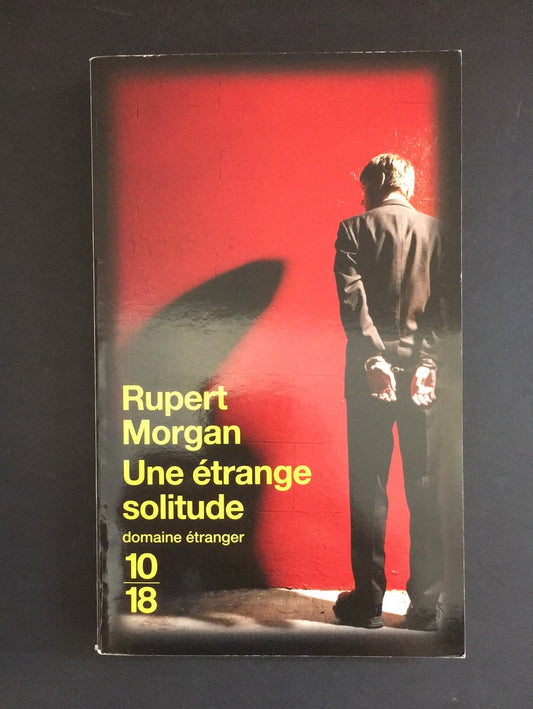 Rupert
Morgan
Une étrange
solitude
domaine étranger
10
18